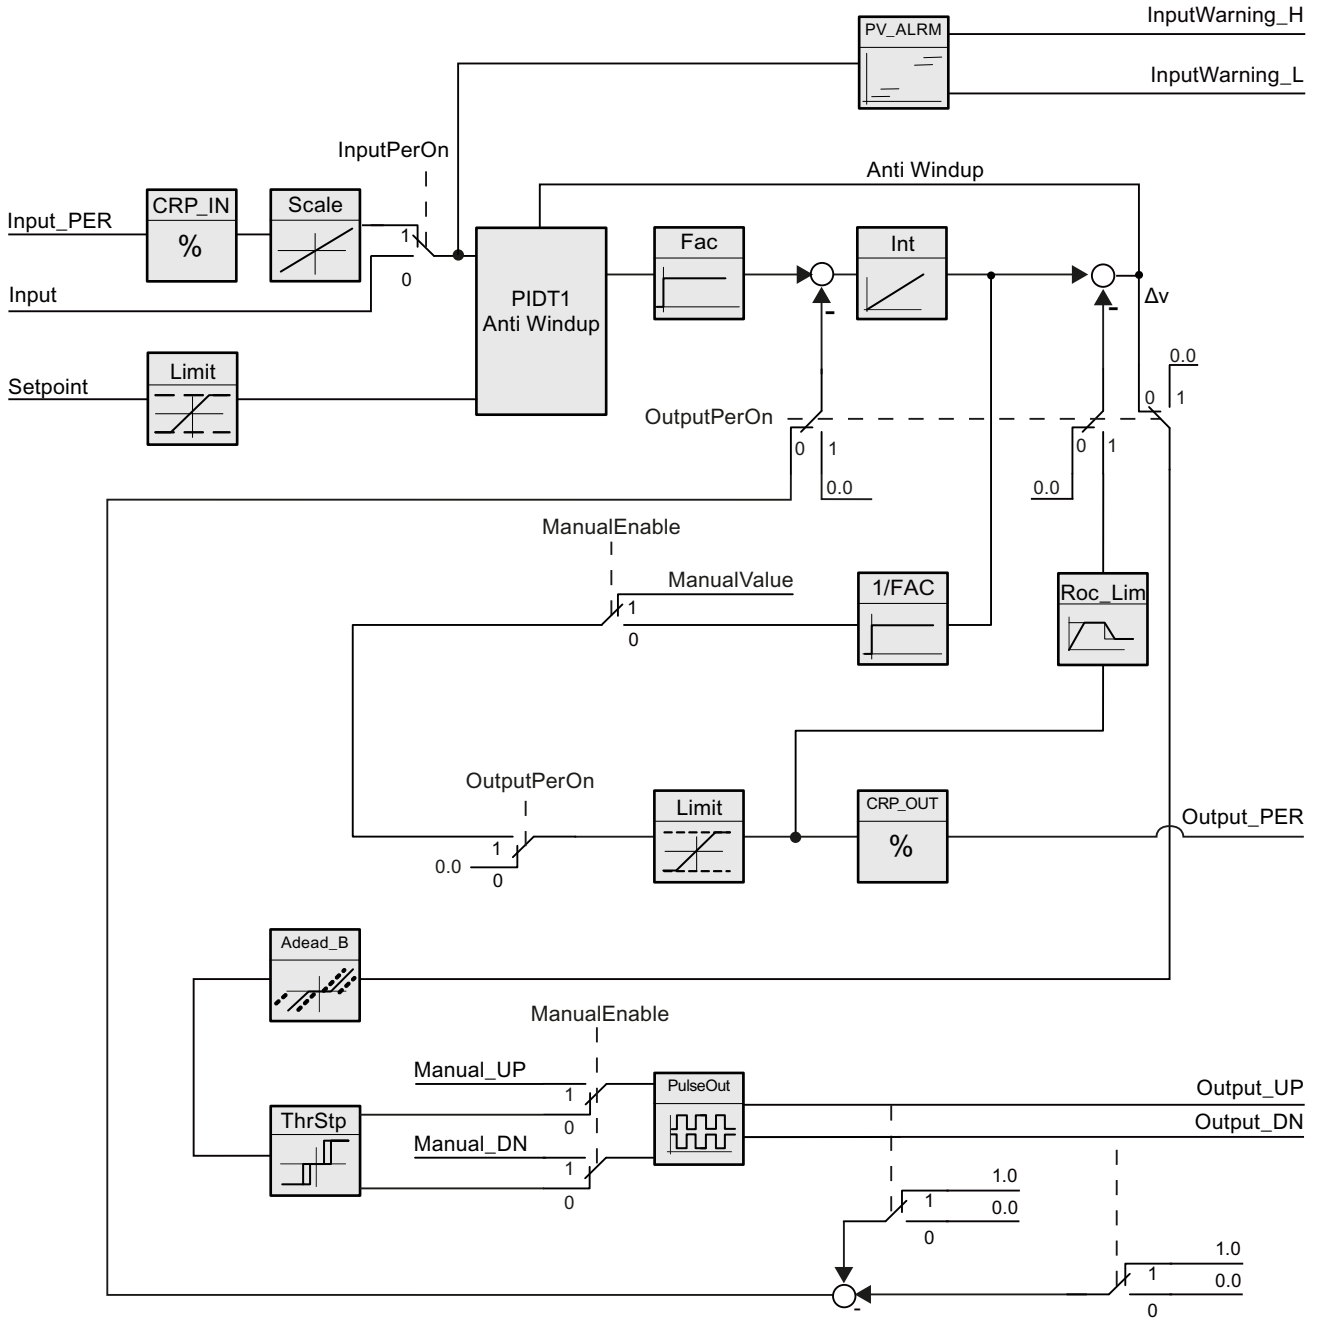 InputWarning_H
PV_ALRM
InputWarning_L
InputPerOn
Anti Windup
Input_PER
CRP_IN
%
Scale
1
0
Input
PIDT1
Anti Windup
Fac
Int
-
-
Δv
Setpoint
Limit
0.0
0
1
OutputPerOn
0
1
0.0
0
1
0.0
ManualEnable
ManualValue
1
0
1/FAC
Roc_Lim
OutputPerOn
1
0.0
0
Limit
CRP_OUT
%
Output_PER
Adead_B
ManualEnable
Manual_UP
1
0
PulseOut
Output_UP
ThrStp
Manual_DN
1
0
Output_DN
1.0
1
0.0
0
1.0
1
0.0
0
-